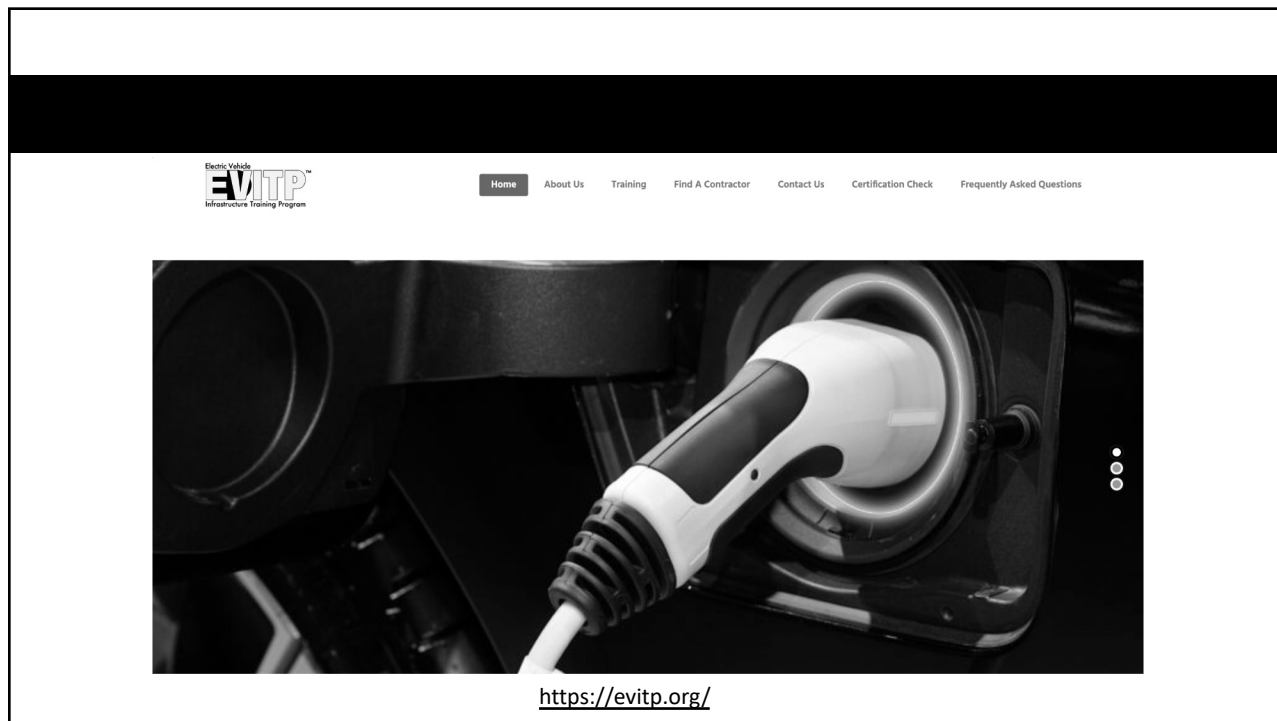 Electric Vehicle
EVITP™
Infrastructure Training Program
Home About Us Training Find A Contractor Contact Us Certification Check Frequently Asked Questions
https://evitp.org/